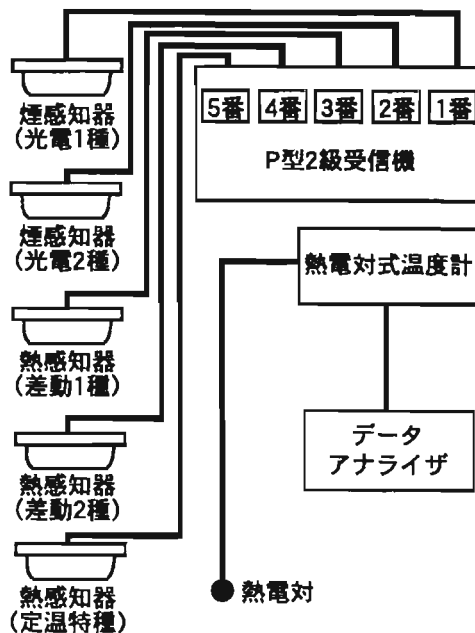 煙感知器
(光電1種)
煙感知器
(光電2種)
熱感知器
(差動1種)
熱感知器
(差動2種)
熱感知器
(定温特種)
5番 4番 3番 2番 1番
P型2級受信機
熱電対式温度計
データ
アナライザ
熱電対